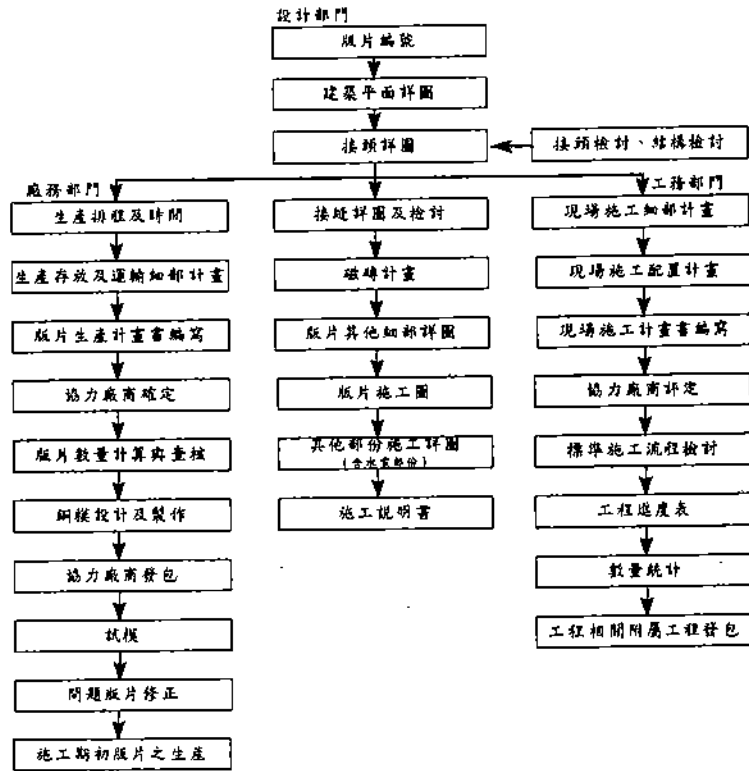 設計部門
版片編號
建築平面詳圖
接頭詳圖
接頭檢討、結構檢討
廠務部門
生產排程及時間
生產存放及運輸細部計畫
版片生產計畫書編寫
協力廠商確定
版片數量計算與查核
鋼模設計及製作
協力廠商發包
試模
問題版片修正
施工期初版片之生產
接縫詳圖及檢討
磁磚計畫
版片其他細部詳圖
版片施工圖
其他部份施工詳圖
(含水電部份)
施工說明書
工務部門
現場施工細部計畫
現場施工配置計畫
現場施工計畫書編寫
協力廠商評定
標準施工流程檢討
工程進度表
數量統計
工程相關附屬工程發包